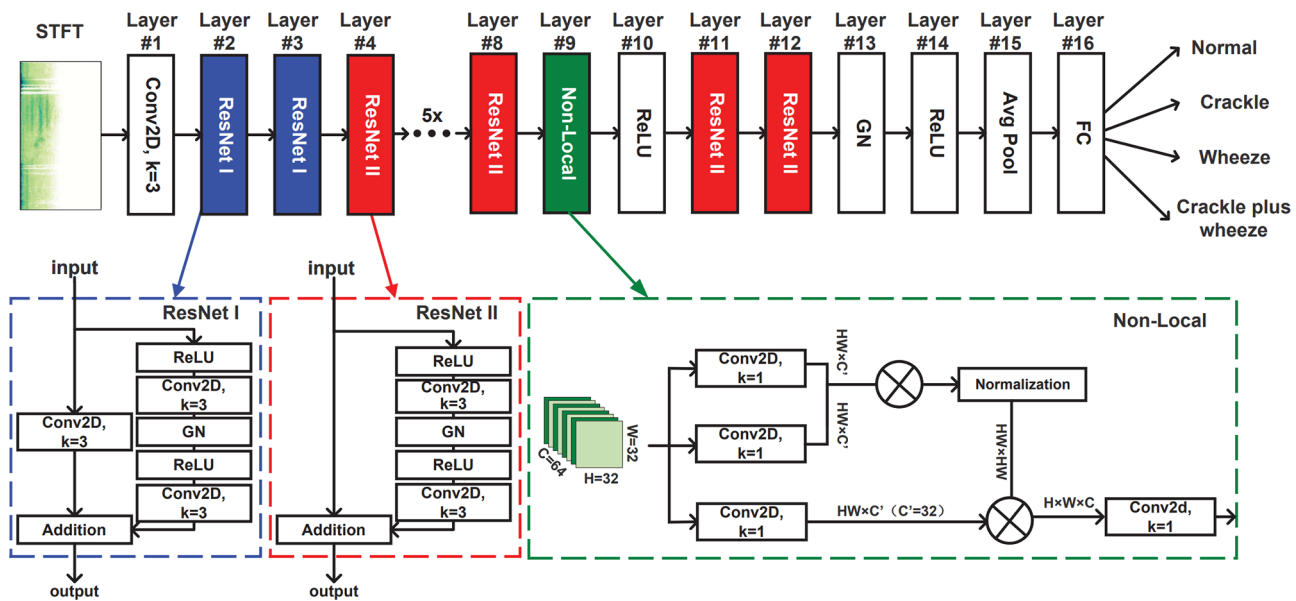 STFT
Layer #1
Layer #2
Layer #3
Layer #4
Layer #8
Layer #9
Layer #10
Layer #11
Layer #12
Layer #13
Layer #14
Layer #15
Layer #16
Conv2D, k=3
ResNet I
ResNet I
ResNet II
5x
ResNet II
Non-Local
ReLU
ResNet II
ResNet II
GN
ReLU
Avg Pool
FC
Normal
Crackle
Wheeze
Crackle plus
wheeze
input
ResNet I
ReLU
Conv2D,
k=3
GN
ReLU
Conv2D,
k=3
Conv2D,
k=3
Addition
output
input
ResNet II
ReLU
Conv2D,
k=3
GN
ReLU
Conv2D,
k=3
Addition
output
Non-Local
C=64
H=32
W=32
Conv2D,
k=1
Conv2D,
k=1
Conv2D,
k=1
HW×C'
HW×C'
Normalization
HW×HW
HW×C'（C'=32）
H×W×C
Conv2d,
k=1